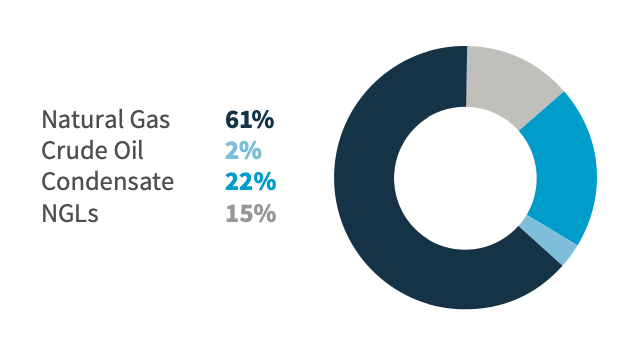 Natural Gas 61%
Crude Oil 2%
Condensate 22%
NGLs 15%